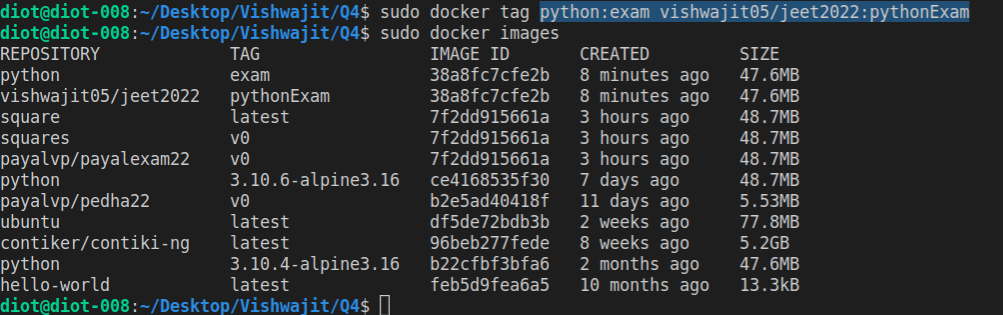 diot@diot-008:~/Desktop/Vishwajit/Q4$ sudo docker tag python:exam vishwajit05/jeet2022:pythonExam
diot@diot-008:~/Desktop/Vishwajit/Q4$ sudo docker images
REPOSITORY TAG IMAGE ID CREATED SIZE
python exam 38a8fc7cfe2b 8 minutes ago 47.6MB
vishwajit05/jeet2022 pythonExam 38a8fc7cfe2b 8 minutes ago 47.6MB
square latest 7f2dd915661a 3 hours ago 48.7MB
squares v0 7f2dd915661a 3 hours ago 48.7MB
payalvp/payalexam22 v0 7f2dd915661a 3 hours ago 48.7MB
python 3.10.6-alpine3.16 ce4168535f30 7 days ago 48.7MB
payalvp/pedha22 v0 b2e5ad40418f 11 days ago 5.53MB
ubuntu latest df5de72bdb3b 2 weeks ago 77.8MB
contiker/contiki-ng latest 96beb277fede 8 weeks ago 5.2GB
python 3.10.4-alpine3.16 b22cfbf3bfa6 2 months ago 47.6MB
hello-world latest feb5d9fea6a5 10 months ago 13.3kB
diot@diot-008:~/Desktop/Vishwajit/Q4$